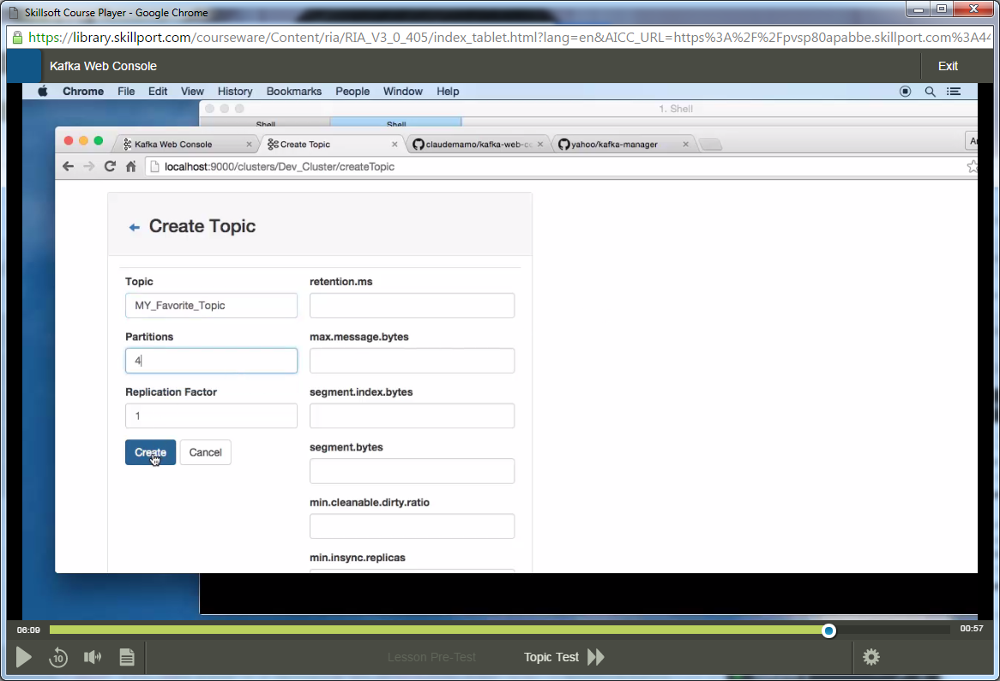 Skillsoft Course Player - Google Chrome
https://library.skillport.com/courseware/Content/ria/RIA_V3_0_405/index_tablet.html?lang=en&AICC_URL=https%3A%2F%2Fpvsp80apabbe.skillport.com%3A44
Kafka Web Console
Exit
Chrome File Edit View History Bookmarks People Window Help
1. Shell
Shell Shell
Kafka Web Console Create Topic claudemamo/kafka-web-co yahoo/kafka-manager
localhost:9000/clusters/Dev_Cluster/createTopic
← Create Topic
Topic retention.ms
MY_Favorite_Topic
Partitions max.message.bytes
4
Replication Factor segment.index.bytes
1
Create Cancel
segment.bytes
min.cleanable.dirty.ratio
min.insync.replicas
06:09 00:57
10 Lesson Pre-Test Topic Test